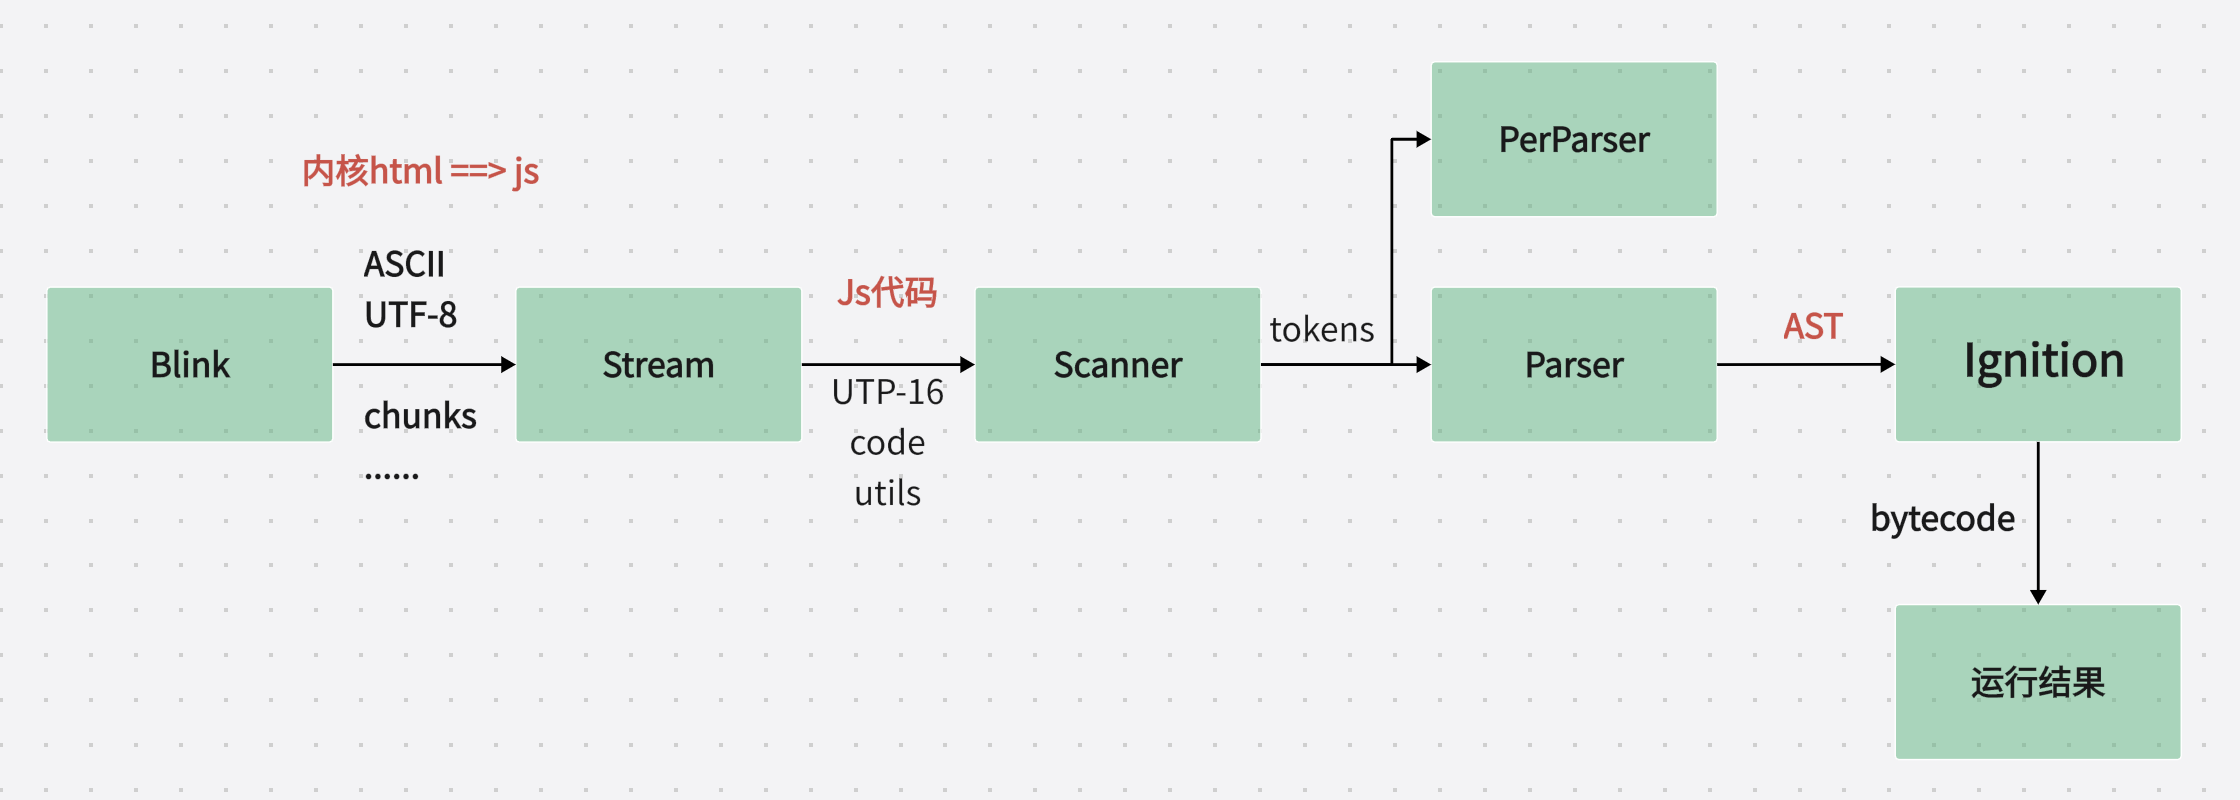 内核html ==> js
ASCII
UTF-8
Blink
chunks
......
Stream
Js代码
UTP-16
code
utils
Scanner
tokens
PerParser
Parser
AST
Ignition
bytecode
运行结果